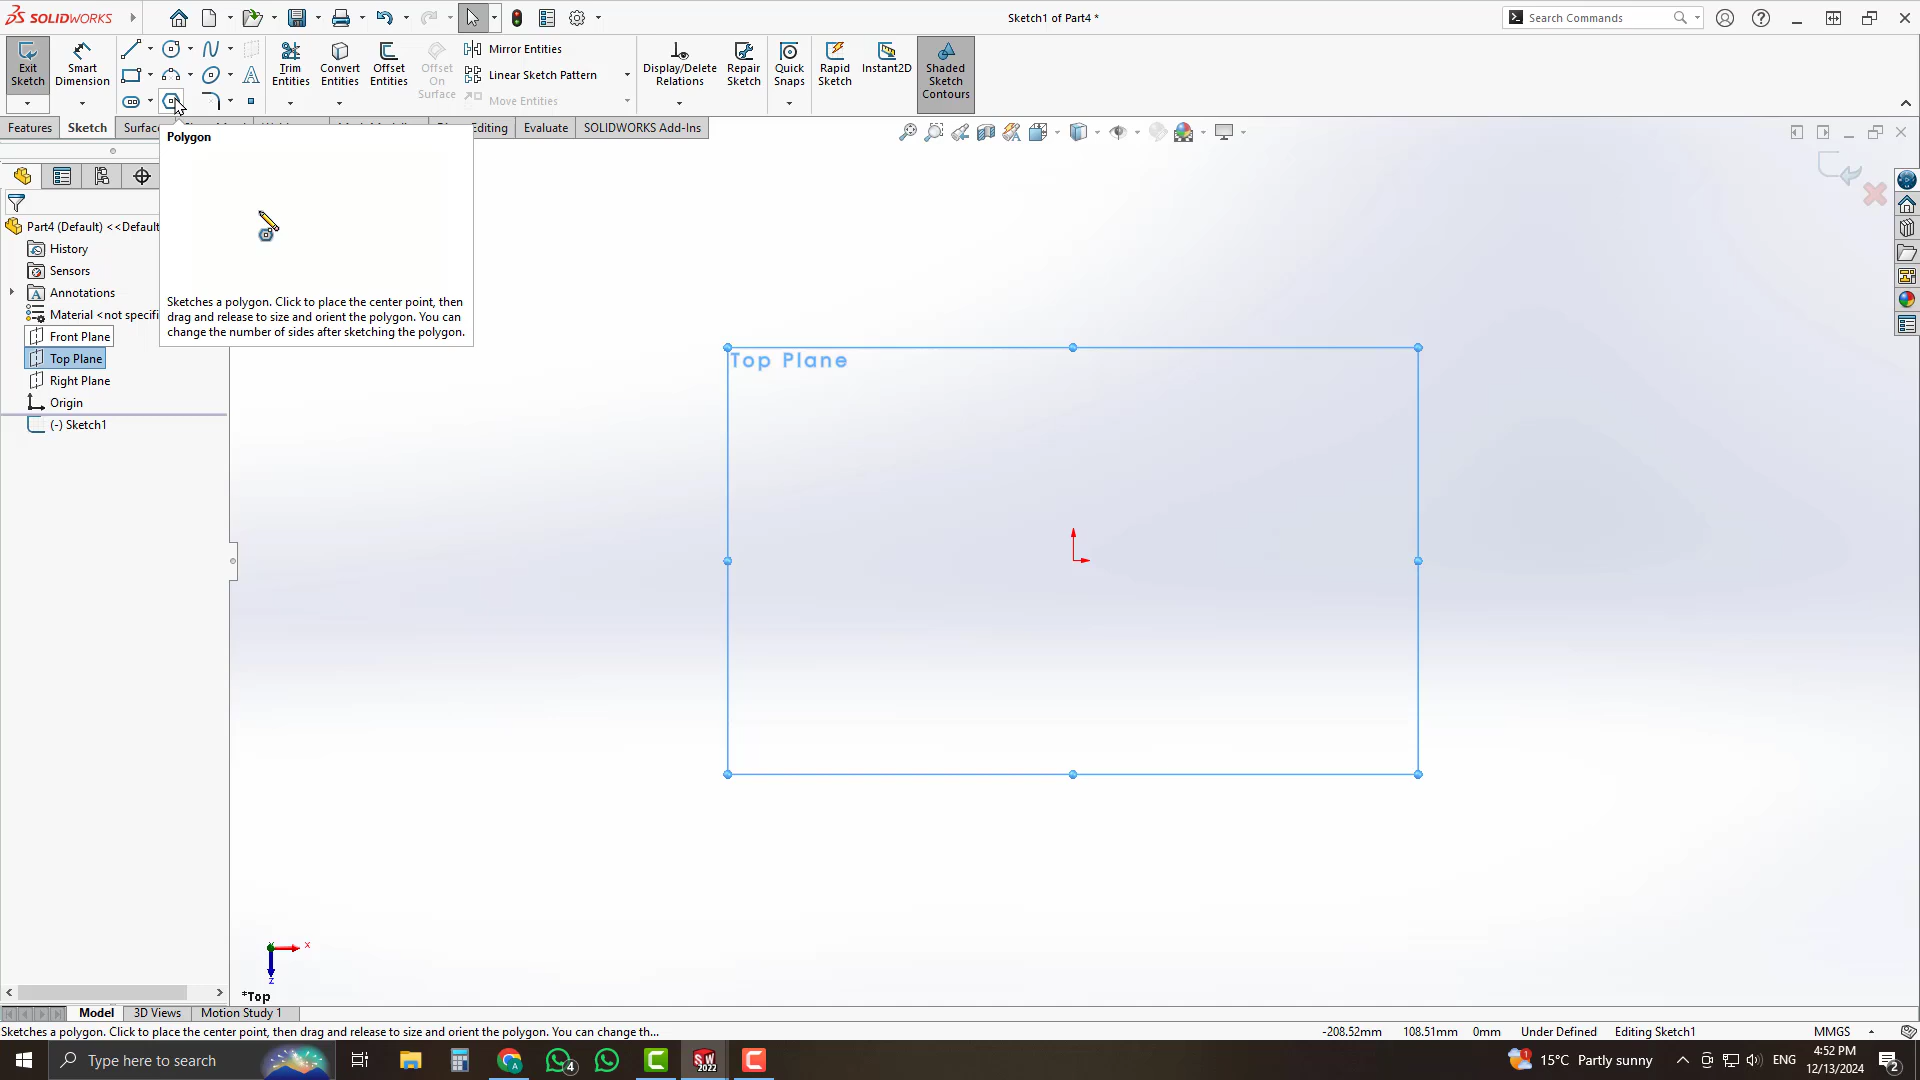 SOLIDWORKS
Sketch1 of Part4 *
Search Commands
Exit Sketch
Smart Dimension
Trim Entities
Convert Entities
Offset Entities
Offset On Surface
Mirror Entities
Linear Sketch Pattern
Move Entities
Display/Delete Relations
Repair Sketch
Quick Snaps
Rapid Sketch
Instant2D
Shaded Sketch Contours
Features
Sketch
Surfac
Editing
Evaluate
SOLIDWORKS Add-Ins
Polygon
Sketches a polygon. Click to place the center point, then
drag and release to size and orient the polygon. You can
change the number of sides after sketching the polygon.
Part4 (Default) <<Default
History
Sensors
Annotations
Material <not specifi
Front Plane
Top Plane
Right Plane
Origin
(-) Sketch1
Top Plane
x
z
*Top
Model
3D Views
Motion Study 1
Sketches a polygon. Click to place the center point, then drag and release to size and orient the polygon. You can change th...
-208.52mm
108.51mm
0mm
Under Defined
Editing Sketch1
MMGS
Type here to search
4
SW
2022
1
15°C Partly sunny
ENG
4:52 PM
12/13/2024
2